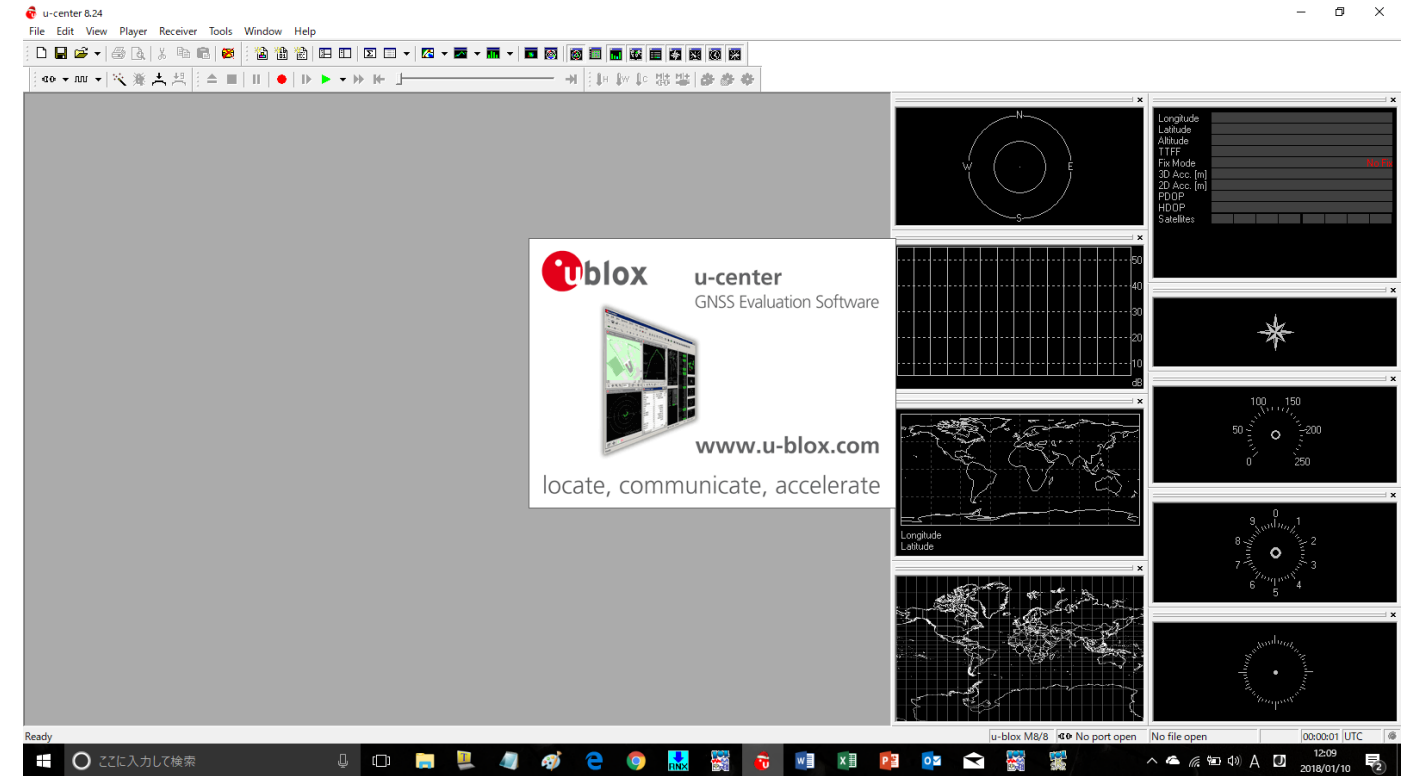 u-center 8.24
File Edit View Player Receiver Tools Window Help
N
W E
S
Longitude
Latitude
Altitude
TTFF
Fix Mode
3D Acc. [m]
2D Acc. [m]
PDOP
HDOP
Satellites
50
40
30
20
10
dB
ublox
u-center
GNSS Evaluation Software
www.u-blox.com
locate, communicate, accelerate
100 150
50 200
0 250
Longitude
Latitude
0
9 1
8 2
7 3
6 4
5
Ready
u-blox M8/8 No port open No file open 00:00:01 UTC
ここに入力して検索
RNX
A
12:09
2018/01/10
2